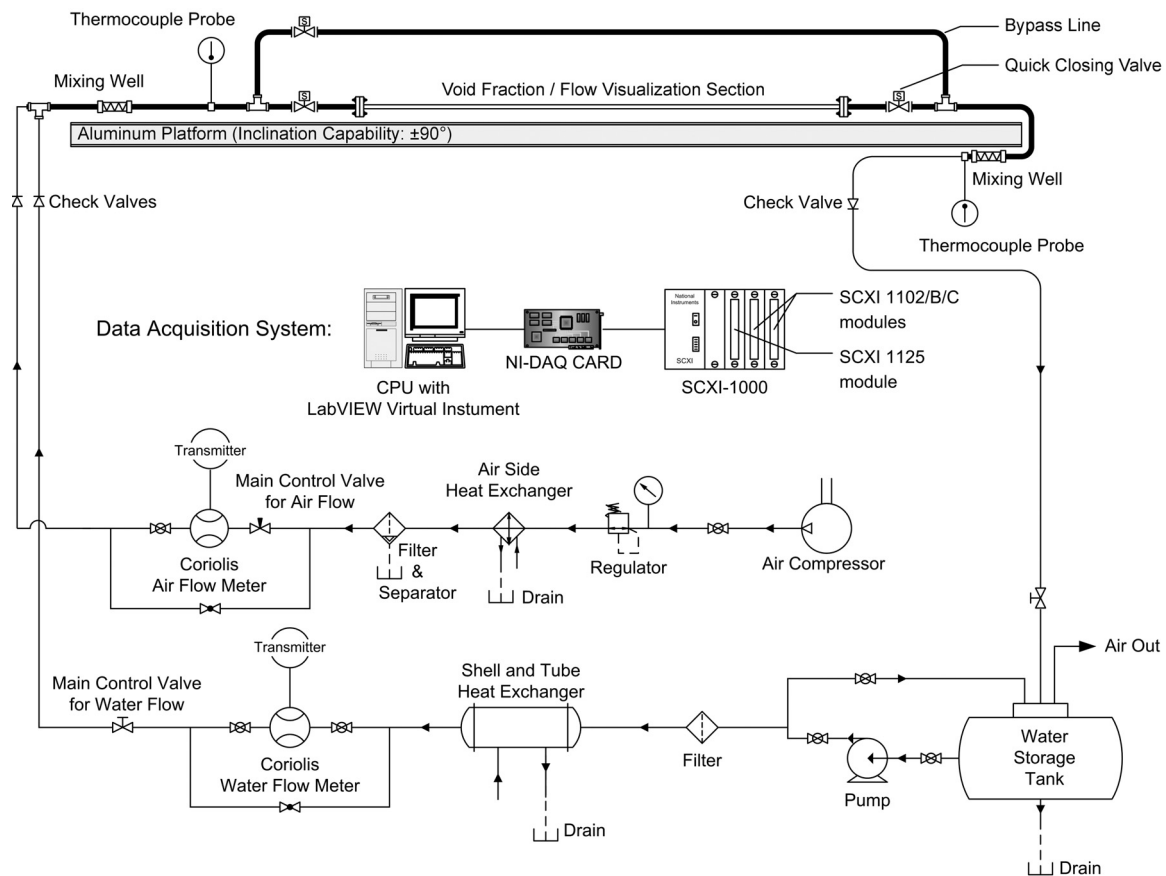 Thermocouple Probe
S
Bypass Line
Mixing Well
S
Void Fraction / Flow Visualization Section
S
Quick Closing Valve
Aluminum Platform (Inclination Capability: ±90°)
Mixing Well
Check Valves
Check Valve
Thermocouple Probe
Data Acquisition System:
National
Instruments
SCXI
SCXI 1102/B/C
modules
SCXI 1125
module
NI-DAQ CARD
CPU with
LabVIEW Virtual Instument
SCXI-1000
Transmitter
Main Control Valve
for Air Flow
Air Side
Heat Exchanger
Coriolis
Air Flow Meter
Filter
&
Separator
Drain
Regulator
Air Compressor
Transmitter
Air Out
Main Control Valve
for Water Flow
Shell and Tube
Heat Exchanger
Coriolis
Water Flow Meter
Filter
Pump
Water
Storage
Tank
Drain
Drain